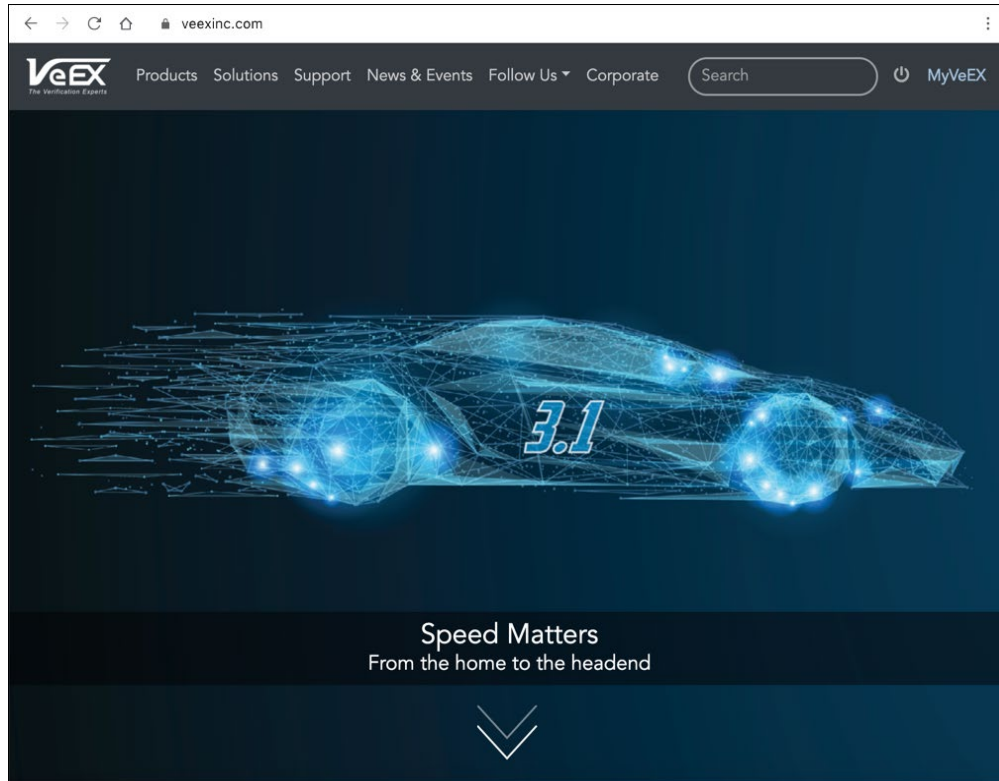 veexinc.com
VeEX
The Verification Experts
Products Solutions Support News & Events Follow Us Corporate Search MyVeEX
3.1
Speed Matters
From the home to the headend